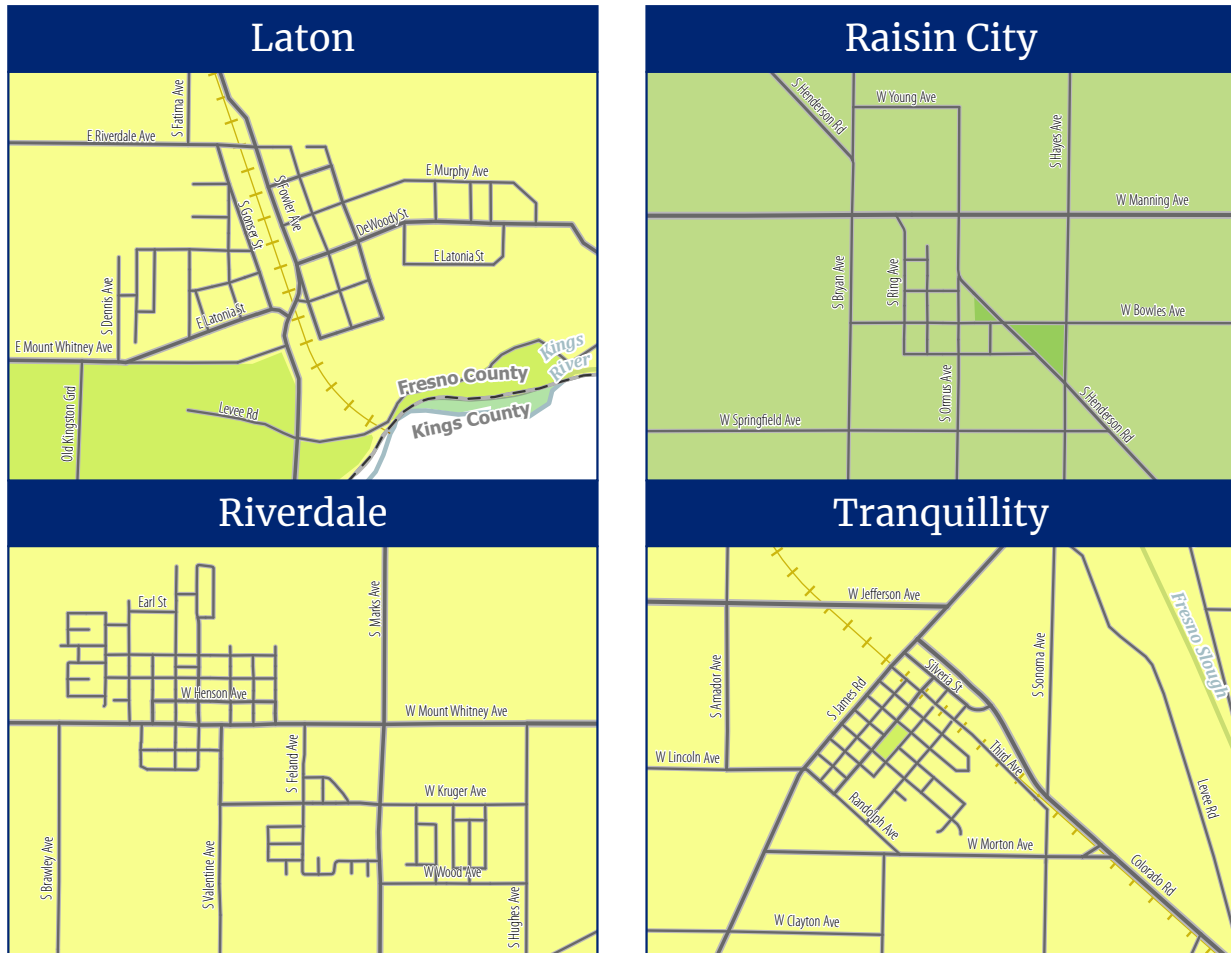 Laton
S Fatima Ave
E Riverdale Ave
S Fowler Ave
S Gonser St
E Murphy Ave
DeWoody St
E Latonia St
S Dennis Ave
E Latonia St
E Mount Whitney Ave
Old Kingston Grd
Levee Rd
Kings
River
Fresno County
Kings County
Raisin City
S Henderson Rd
W Young Ave
S Hayes Ave
W Manning Ave
S Bryan Ave
S Ring Ave
W Bowles Ave
S Ormus Ave
W Springfield Ave
S Henderson Rd
Riverdale
Earl St
S Marks Ave
W Henson Ave
W Mount Whitney Ave
S Feland Ave
W Kruger Ave
S Brawley Ave
S Valentine Ave
W Wood Ave
S Hughes Ave
Tranquillity
W Jefferson Ave
Fresno Slough
S Amador Ave
S James Rd
Silveria St
S Sonoma Ave
W Lincoln Ave
Third Ave
Levee Rd
Randolph Ave
W Morton Ave
Colorado Rd
W Clayton Ave